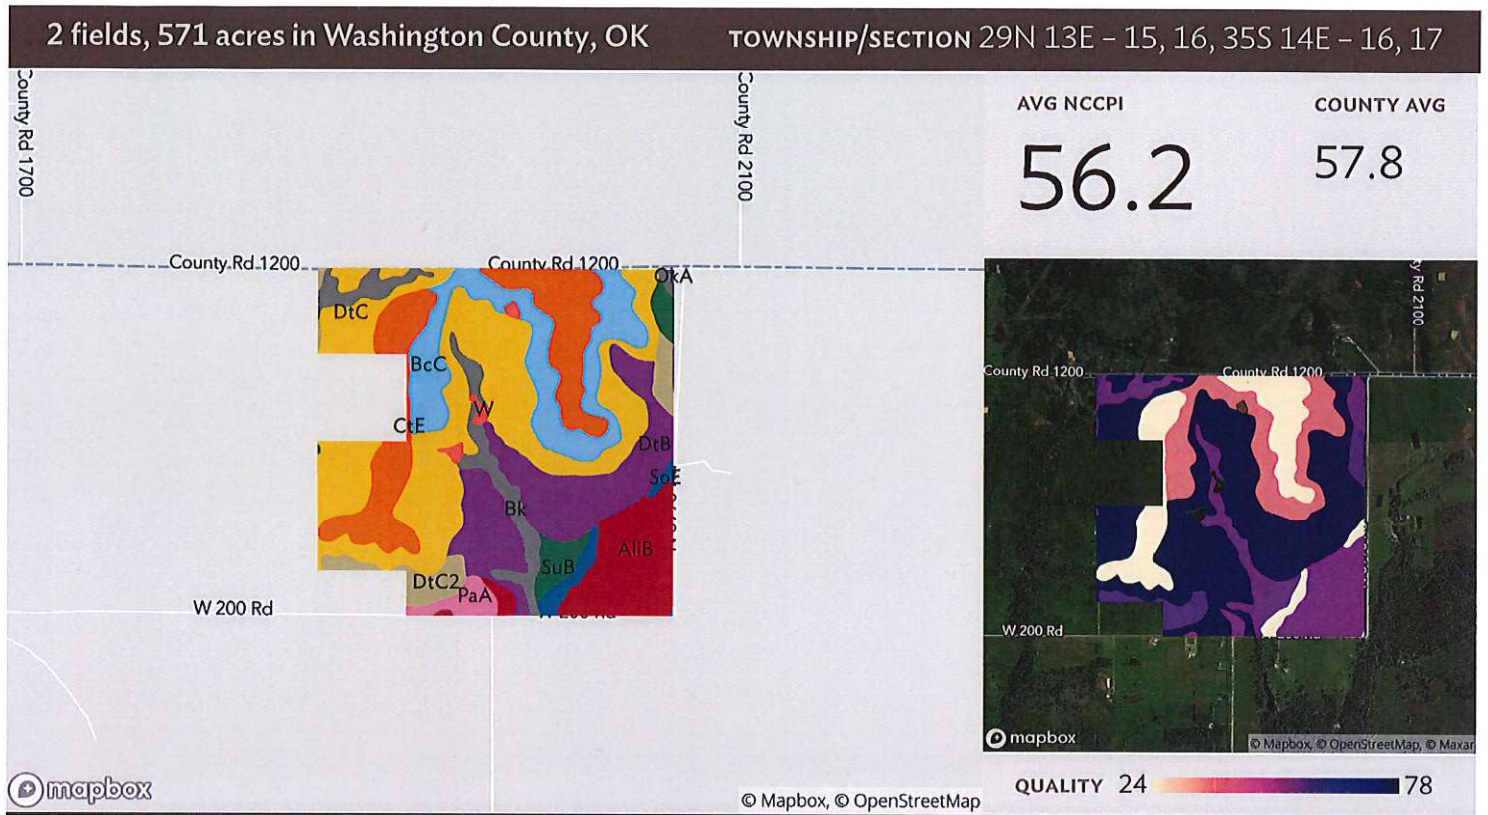 2 fields, 571 acres in Washington County, OK
TOWNSHIP/SECTION 29N 13E – 15, 16, 35S 14E – 16, 17
County Rd 1700
County Rd 2100
County Rd 1200
County Rd 1200
OkA
DtC
BcC
W
CtE
DtB
SoE
Bk
AliB
SuB
DtC2
PaA
W 200 Rd
mapbox
© Mapbox, © OpenStreetMap
AVG NCCPI
COUNTY AVG
56.2
57.8
Rd 2100
County Rd 1200
County Rd 1200
W 200 Rd
mapbox
© Mapbox, © OpenStreetMap, © Maxar
QUALITY 24
78